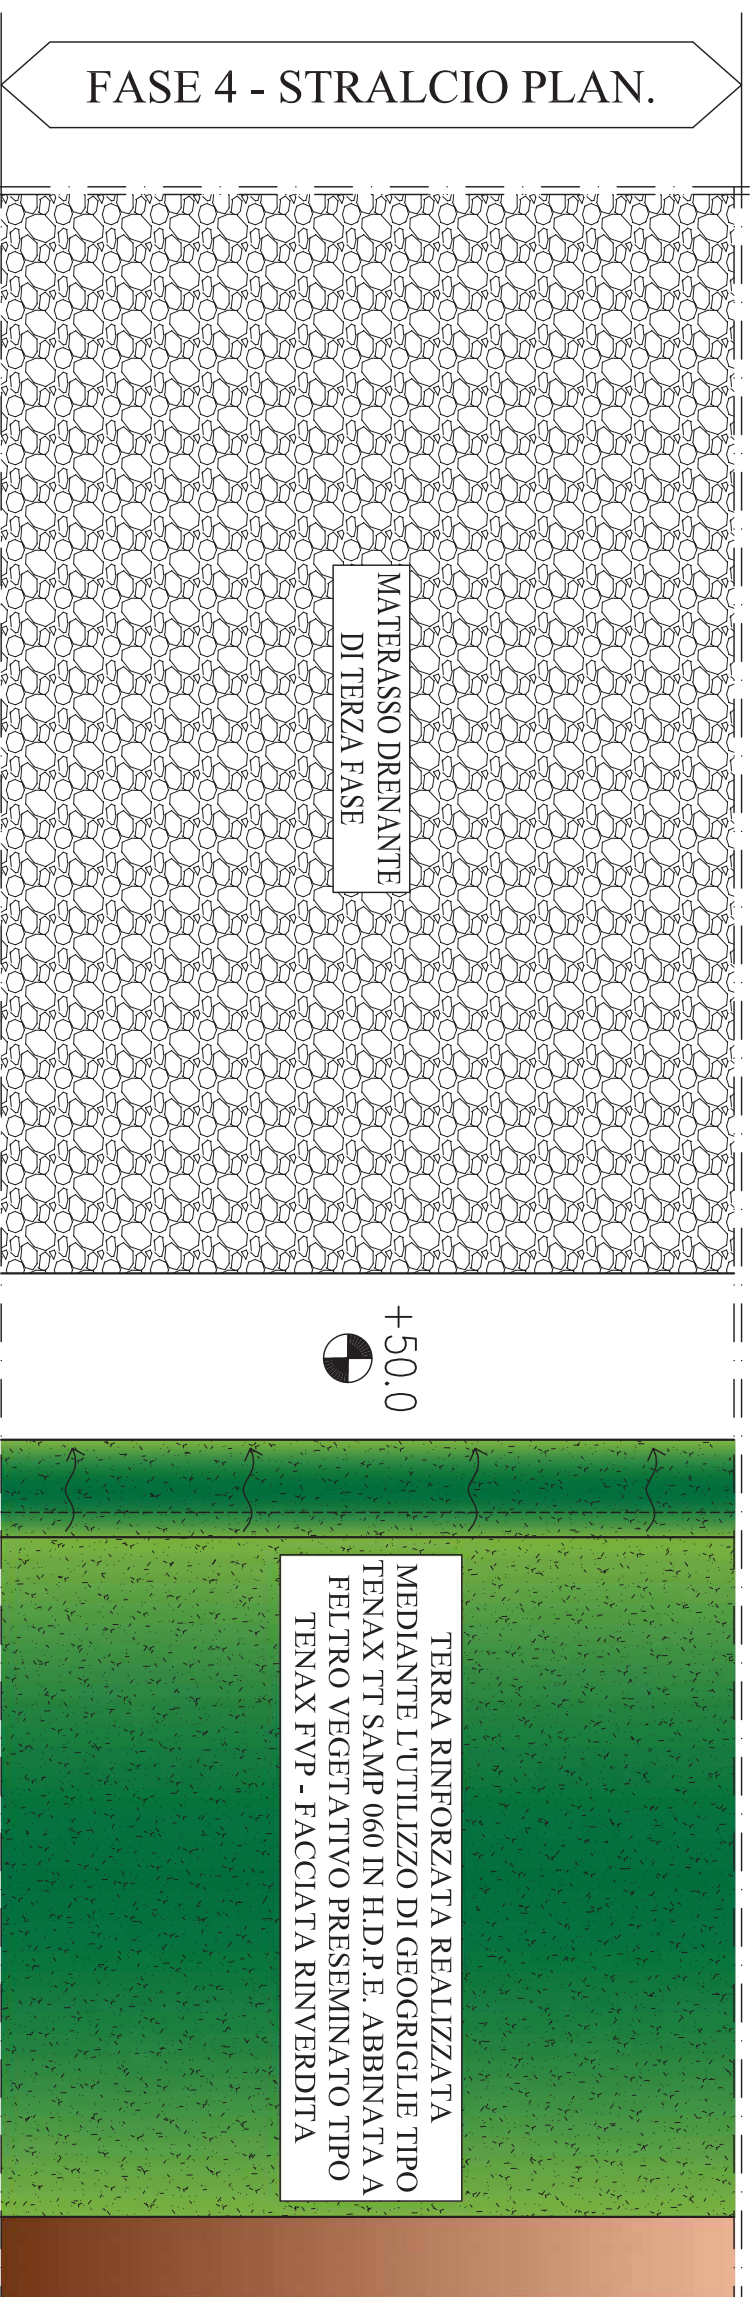 FASE 4 - STRALCIO PLAN.
MATERASSO DRENANTE
DI TERZA FASE
+50.0
TERRA RINFORZATA REALIZZATA
MEDIANTE L'UTILIZZO DI GEOGRIGLIE TIPO
TENAX TT SAMP 060 IN H.D.P.E. ABBINATA A
FELTRO VEGETATIVO PRESEMINATO TIPO
TENAX FVP - FACCIATA RINVERDITA